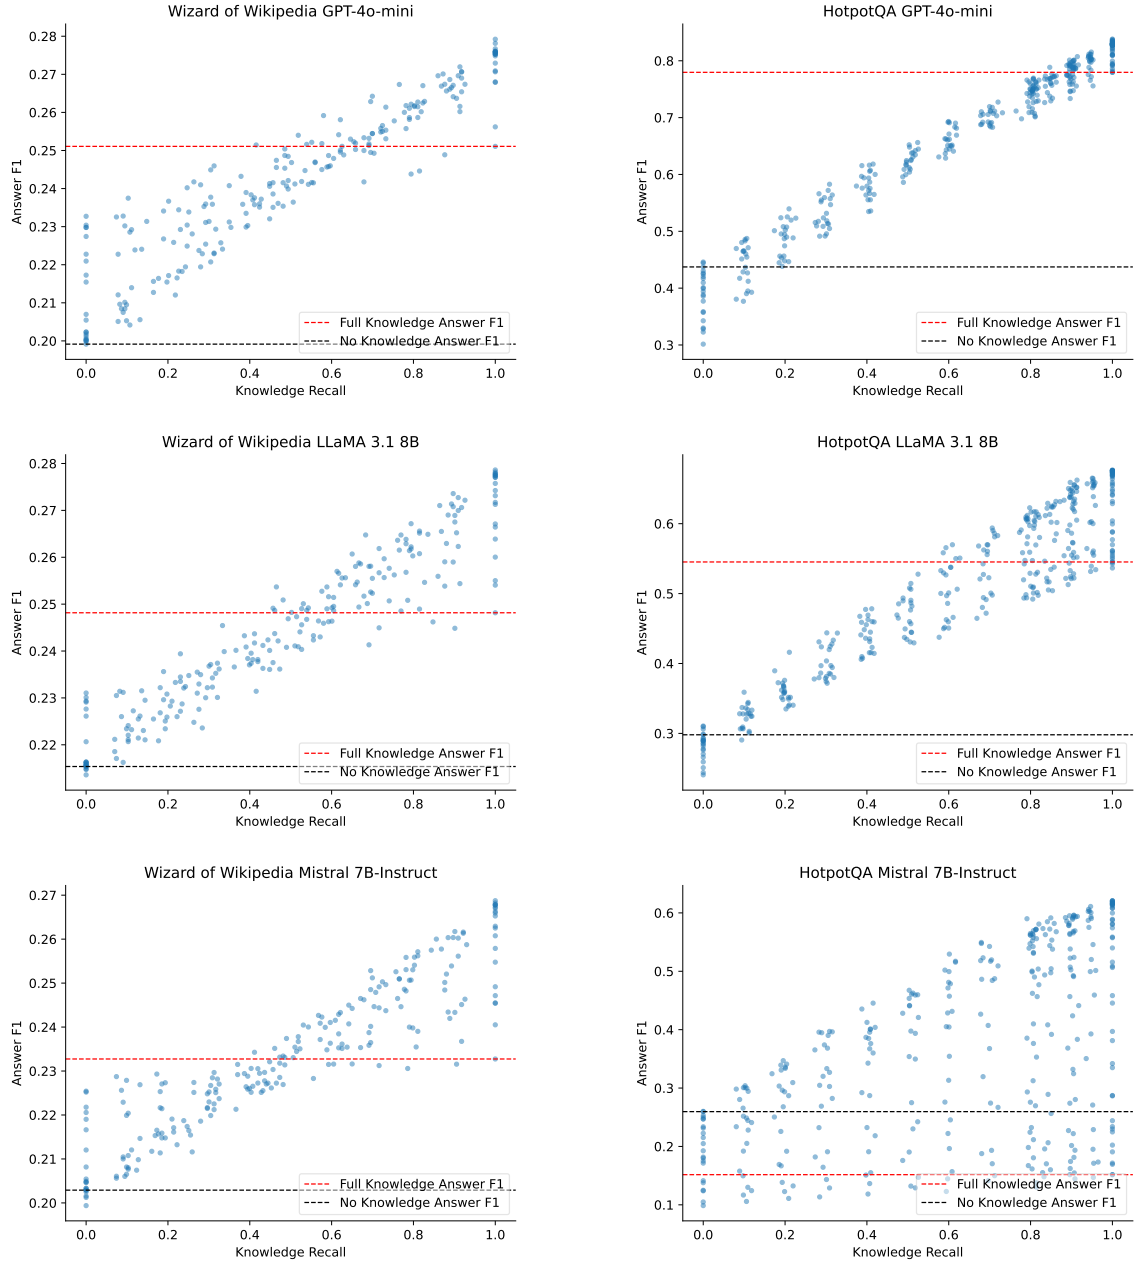 Wizard of Wikipedia GPT-4o-mini
0.28
0.27
0.26
0.25
0.24
0.23
0.22
0.21
0.20
Answer F1
Full Knowledge Answer F1
No Knowledge Answer F1
0.0 0.2 0.4 0.6 0.8 1.0
Knowledge Recall
HotpotQA GPT-4o-mini
0.8
0.7
0.6
0.5
0.4
0.3
Answer F1
Full Knowledge Answer F1
No Knowledge Answer F1
0.0 0.2 0.4 0.6 0.8 1.0
Knowledge Recall
Wizard of Wikipedia LLaMA 3.1 8B
0.28
0.27
0.26
0.25
0.24
0.23
0.22
Answer F1
Full Knowledge Answer F1
No Knowledge Answer F1
0.0 0.2 0.4 0.6 0.8 1.0
Knowledge Recall
HotpotQA LLaMA 3.1 8B
0.6
0.5
0.4
0.3
Answer F1
Full Knowledge Answer F1
No Knowledge Answer F1
0.0 0.2 0.4 0.6 0.8 1.0
Knowledge Recall
Wizard of Wikipedia Mistral 7B-Instruct
0.27
0.26
0.25
0.24
0.23
0.22
0.21
0.20
Answer F1
Full Knowledge Answer F1
No Knowledge Answer F1
0.0 0.2 0.4 0.6 0.8 1.0
Knowledge Recall
HotpotQA Mistral 7B-Instruct
0.6
0.5
0.4
0.3
0.2
0.1
Answer F1
Full Knowledge Answer F1
No Knowledge Answer F1
0.0 0.2 0.4 0.6 0.8 1.0
Knowledge Recall